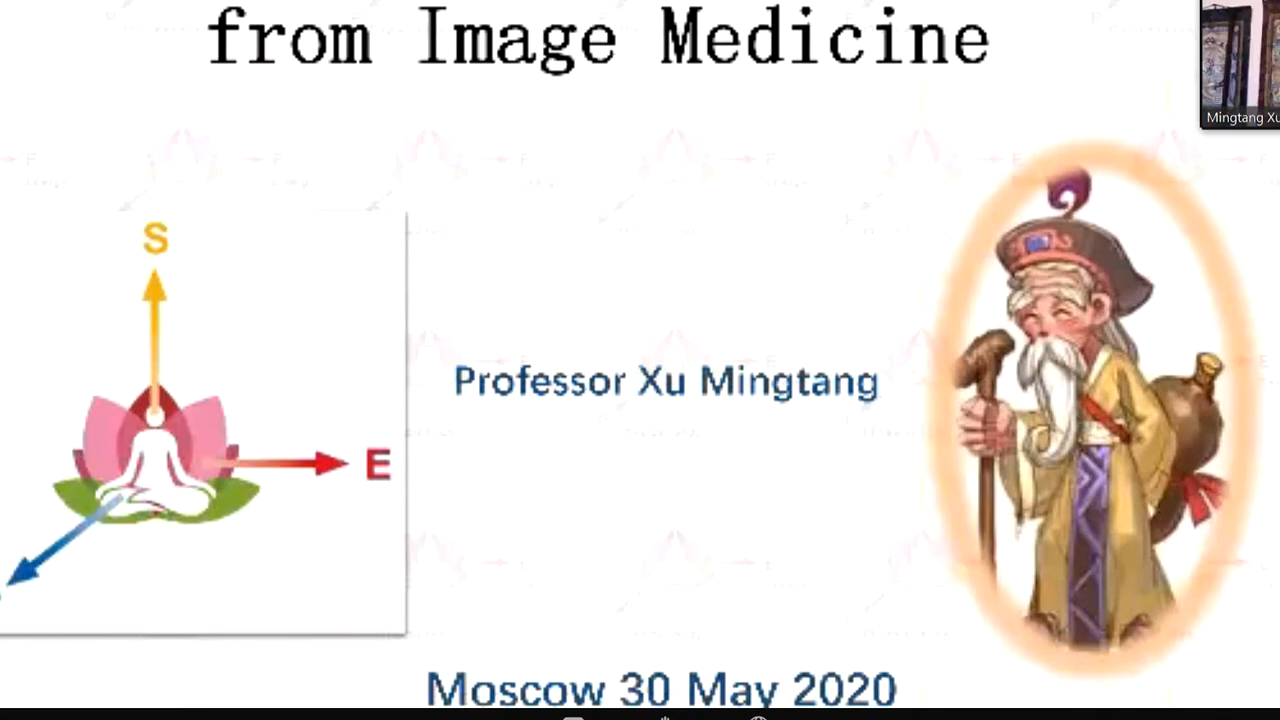 from Image Medicine
Mingtang Xu
S
Professor Xu Mingtang
E
Moscow 30 May 2020